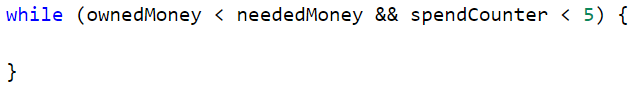 while (ownedMoney < neededMoney && spendCounter < 5) {
}